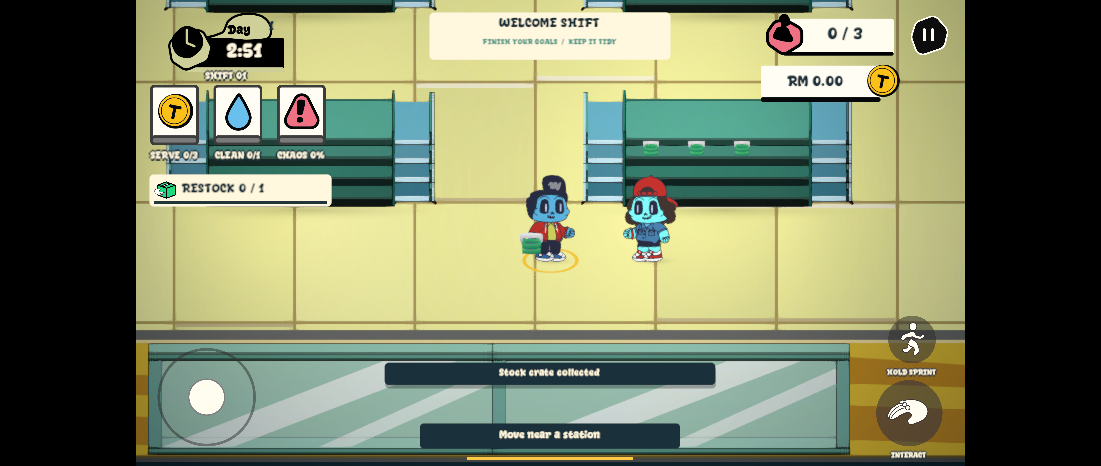 Day
2:51
SHIFT 01
WELCOME SHIFT
FINISH YOUR GOALS / KEEP IT TIDY
0 / 3
RM 0.00
T
T
SERVE 0/3
CLEAN 0/1
CHAOS 0%
RESTOCK 0 / 1
HOLD SPRINT
Stock crate collected
Move near a station
INTERACT